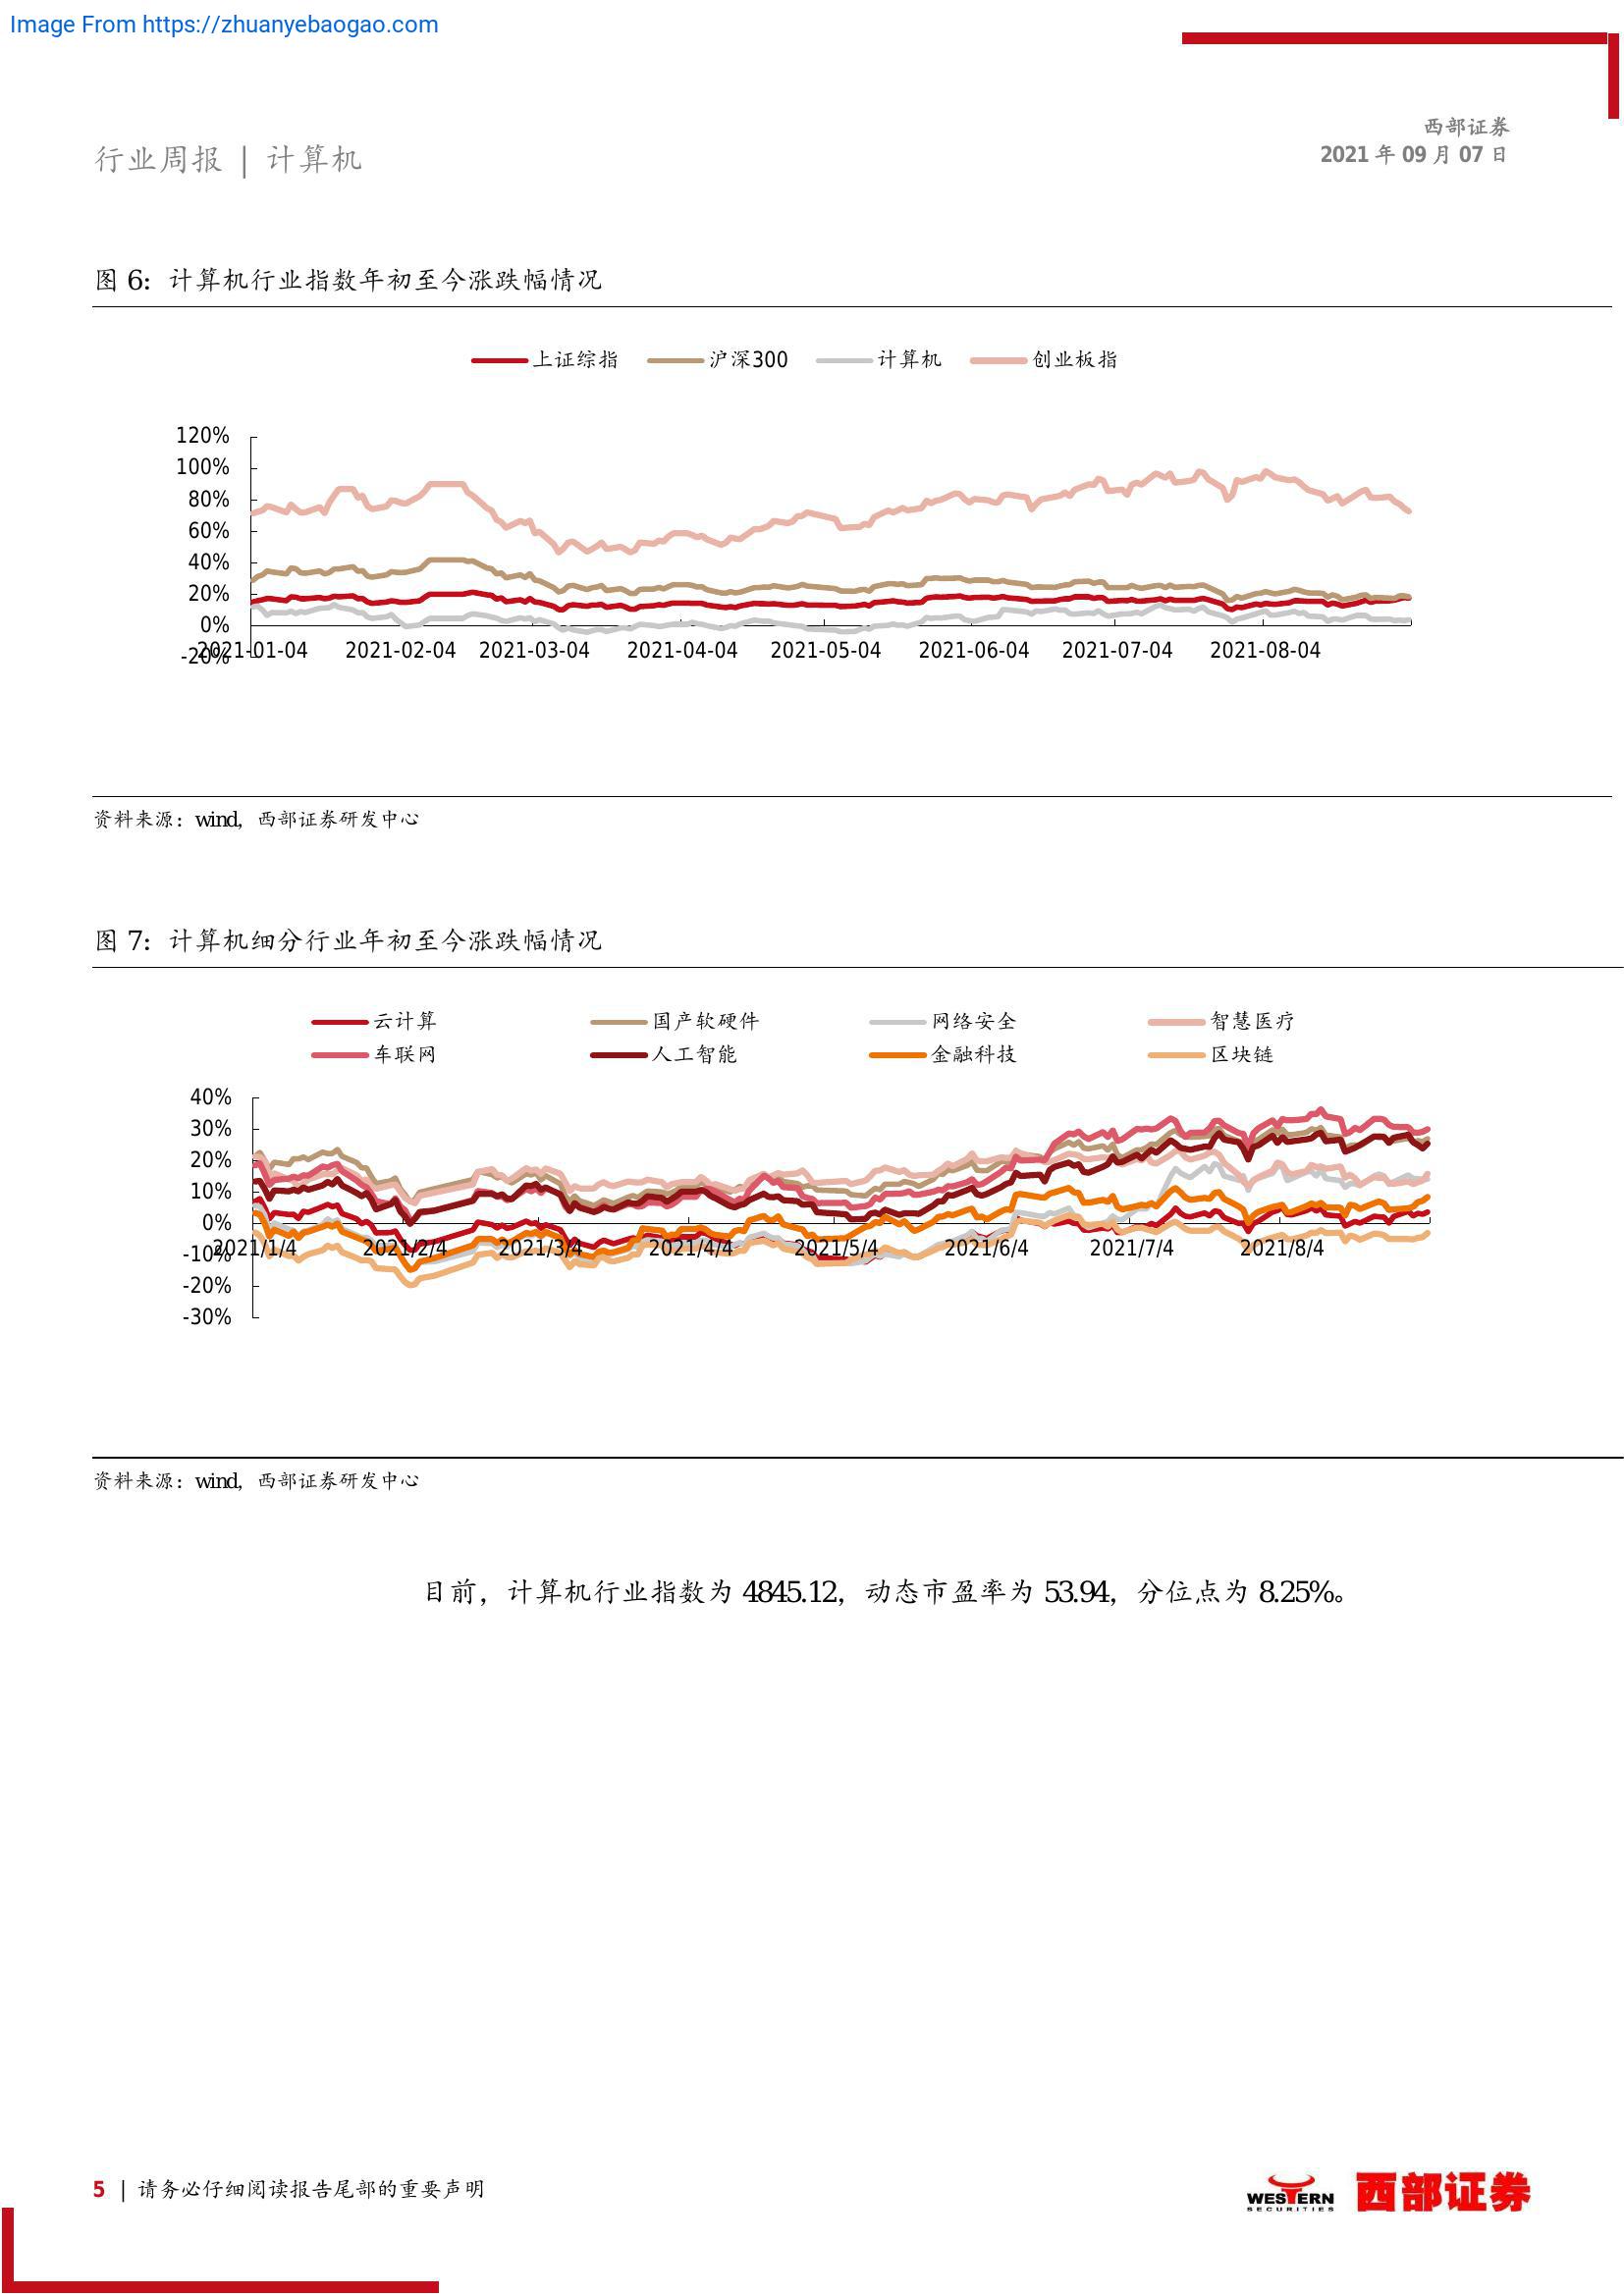 Image From https://zhuanyebaogao.com
西部证券
2021 年 09 月 07 日
行业周报 | 计算机
图 6：计算机行业指数年初至今涨跌幅情况
上证综指 沪深300 计算机 创业板指
120%
100%
80%
60%
40%
20%
0%
-20%
2021-01-04 2021-02-04 2021-03-04 2021-04-04 2021-05-04 2021-06-04 2021-07-04 2021-08-04
资料来源：wind，西部证券研发中心
图 7：计算机细分行业年初至今涨跌幅情况
云计算 国产软硬件 网络安全 智慧医疗
车联网 人工智能 金融科技 区块链
40%
30%
20%
10%
0%
-10%
-20%
-30%
2021/1/4 2021/2/4 2021/3/4 2021/4/4 2021/5/4 2021/6/4 2021/7/4 2021/8/4
资料来源：wind，西部证券研发中心
目前，计算机行业指数为 4845.12，动态市盈率为 53.94，分位点为 8.25%。
5 | 请务必仔细阅读报告尾部的重要声明
WESTERN
SECURITIES
西部证券